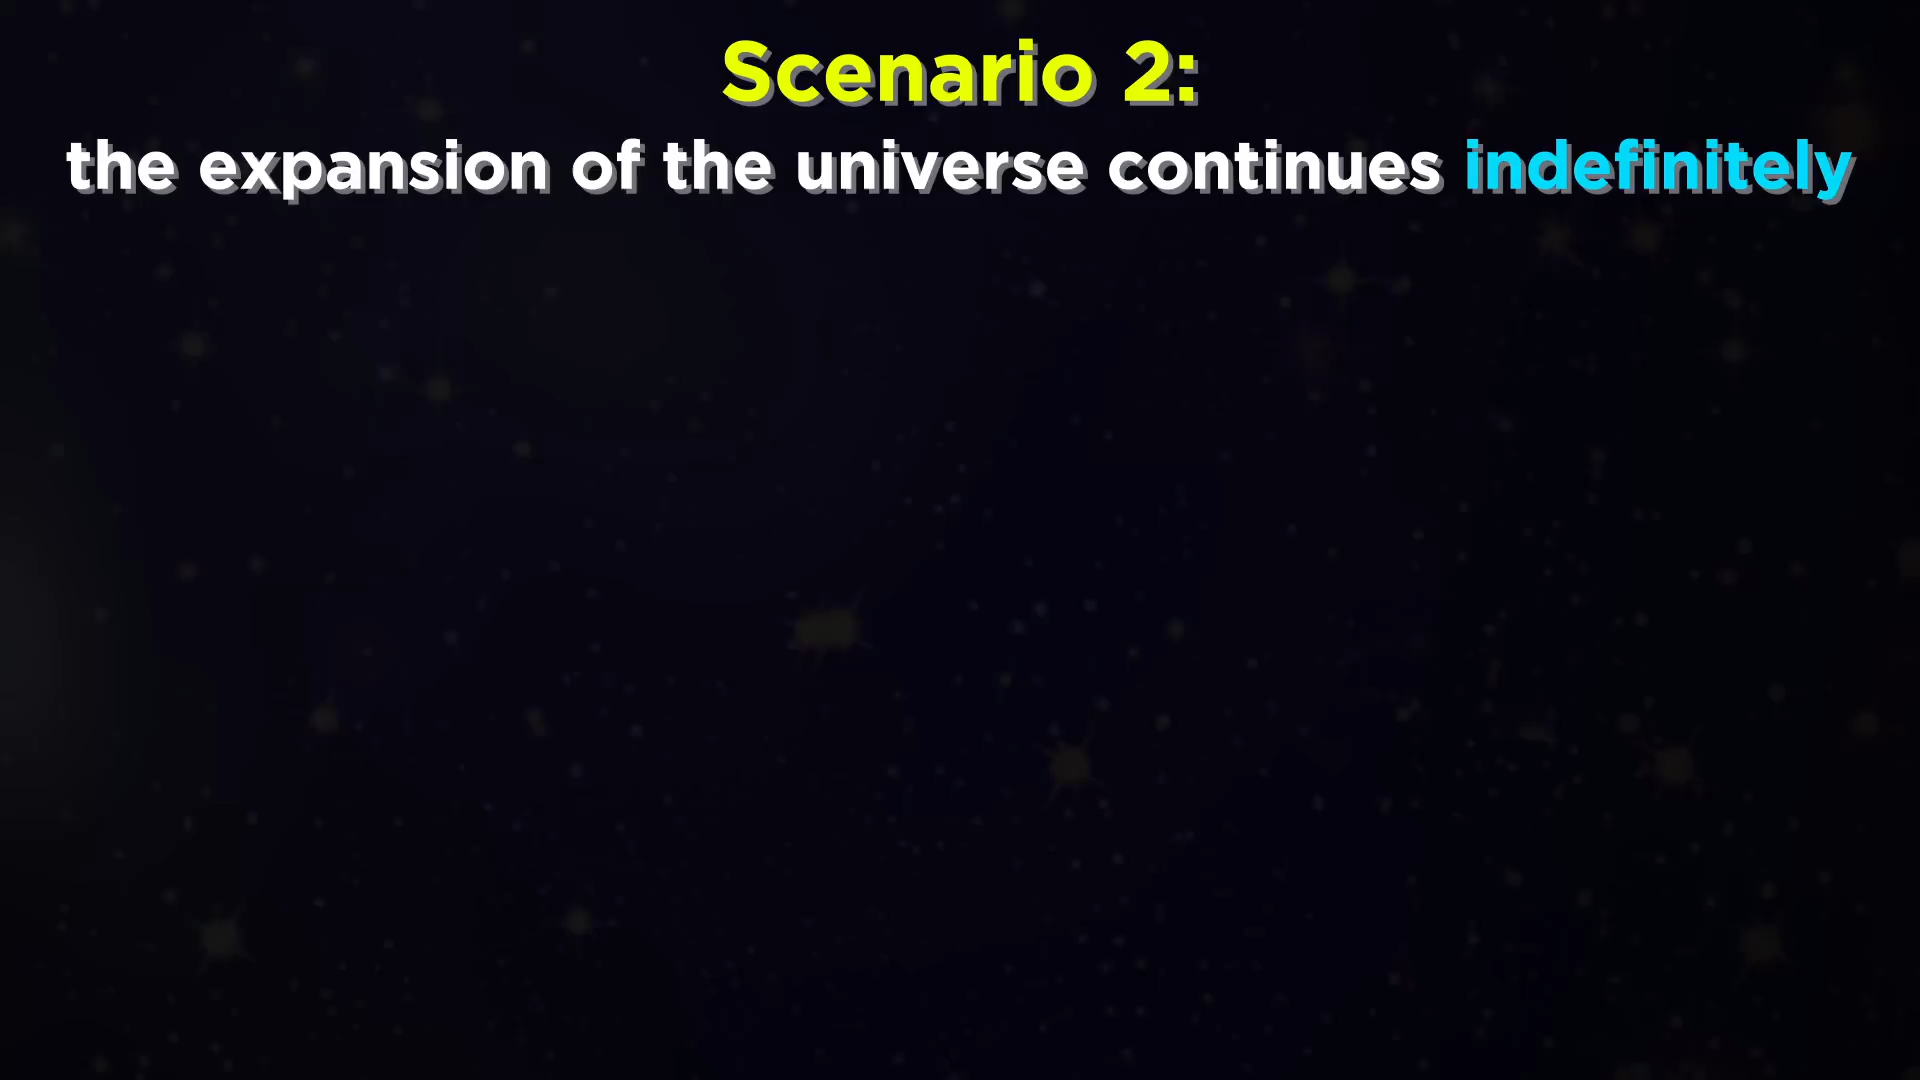 Scenario 2:
the expansion of the universe continues indefinitely